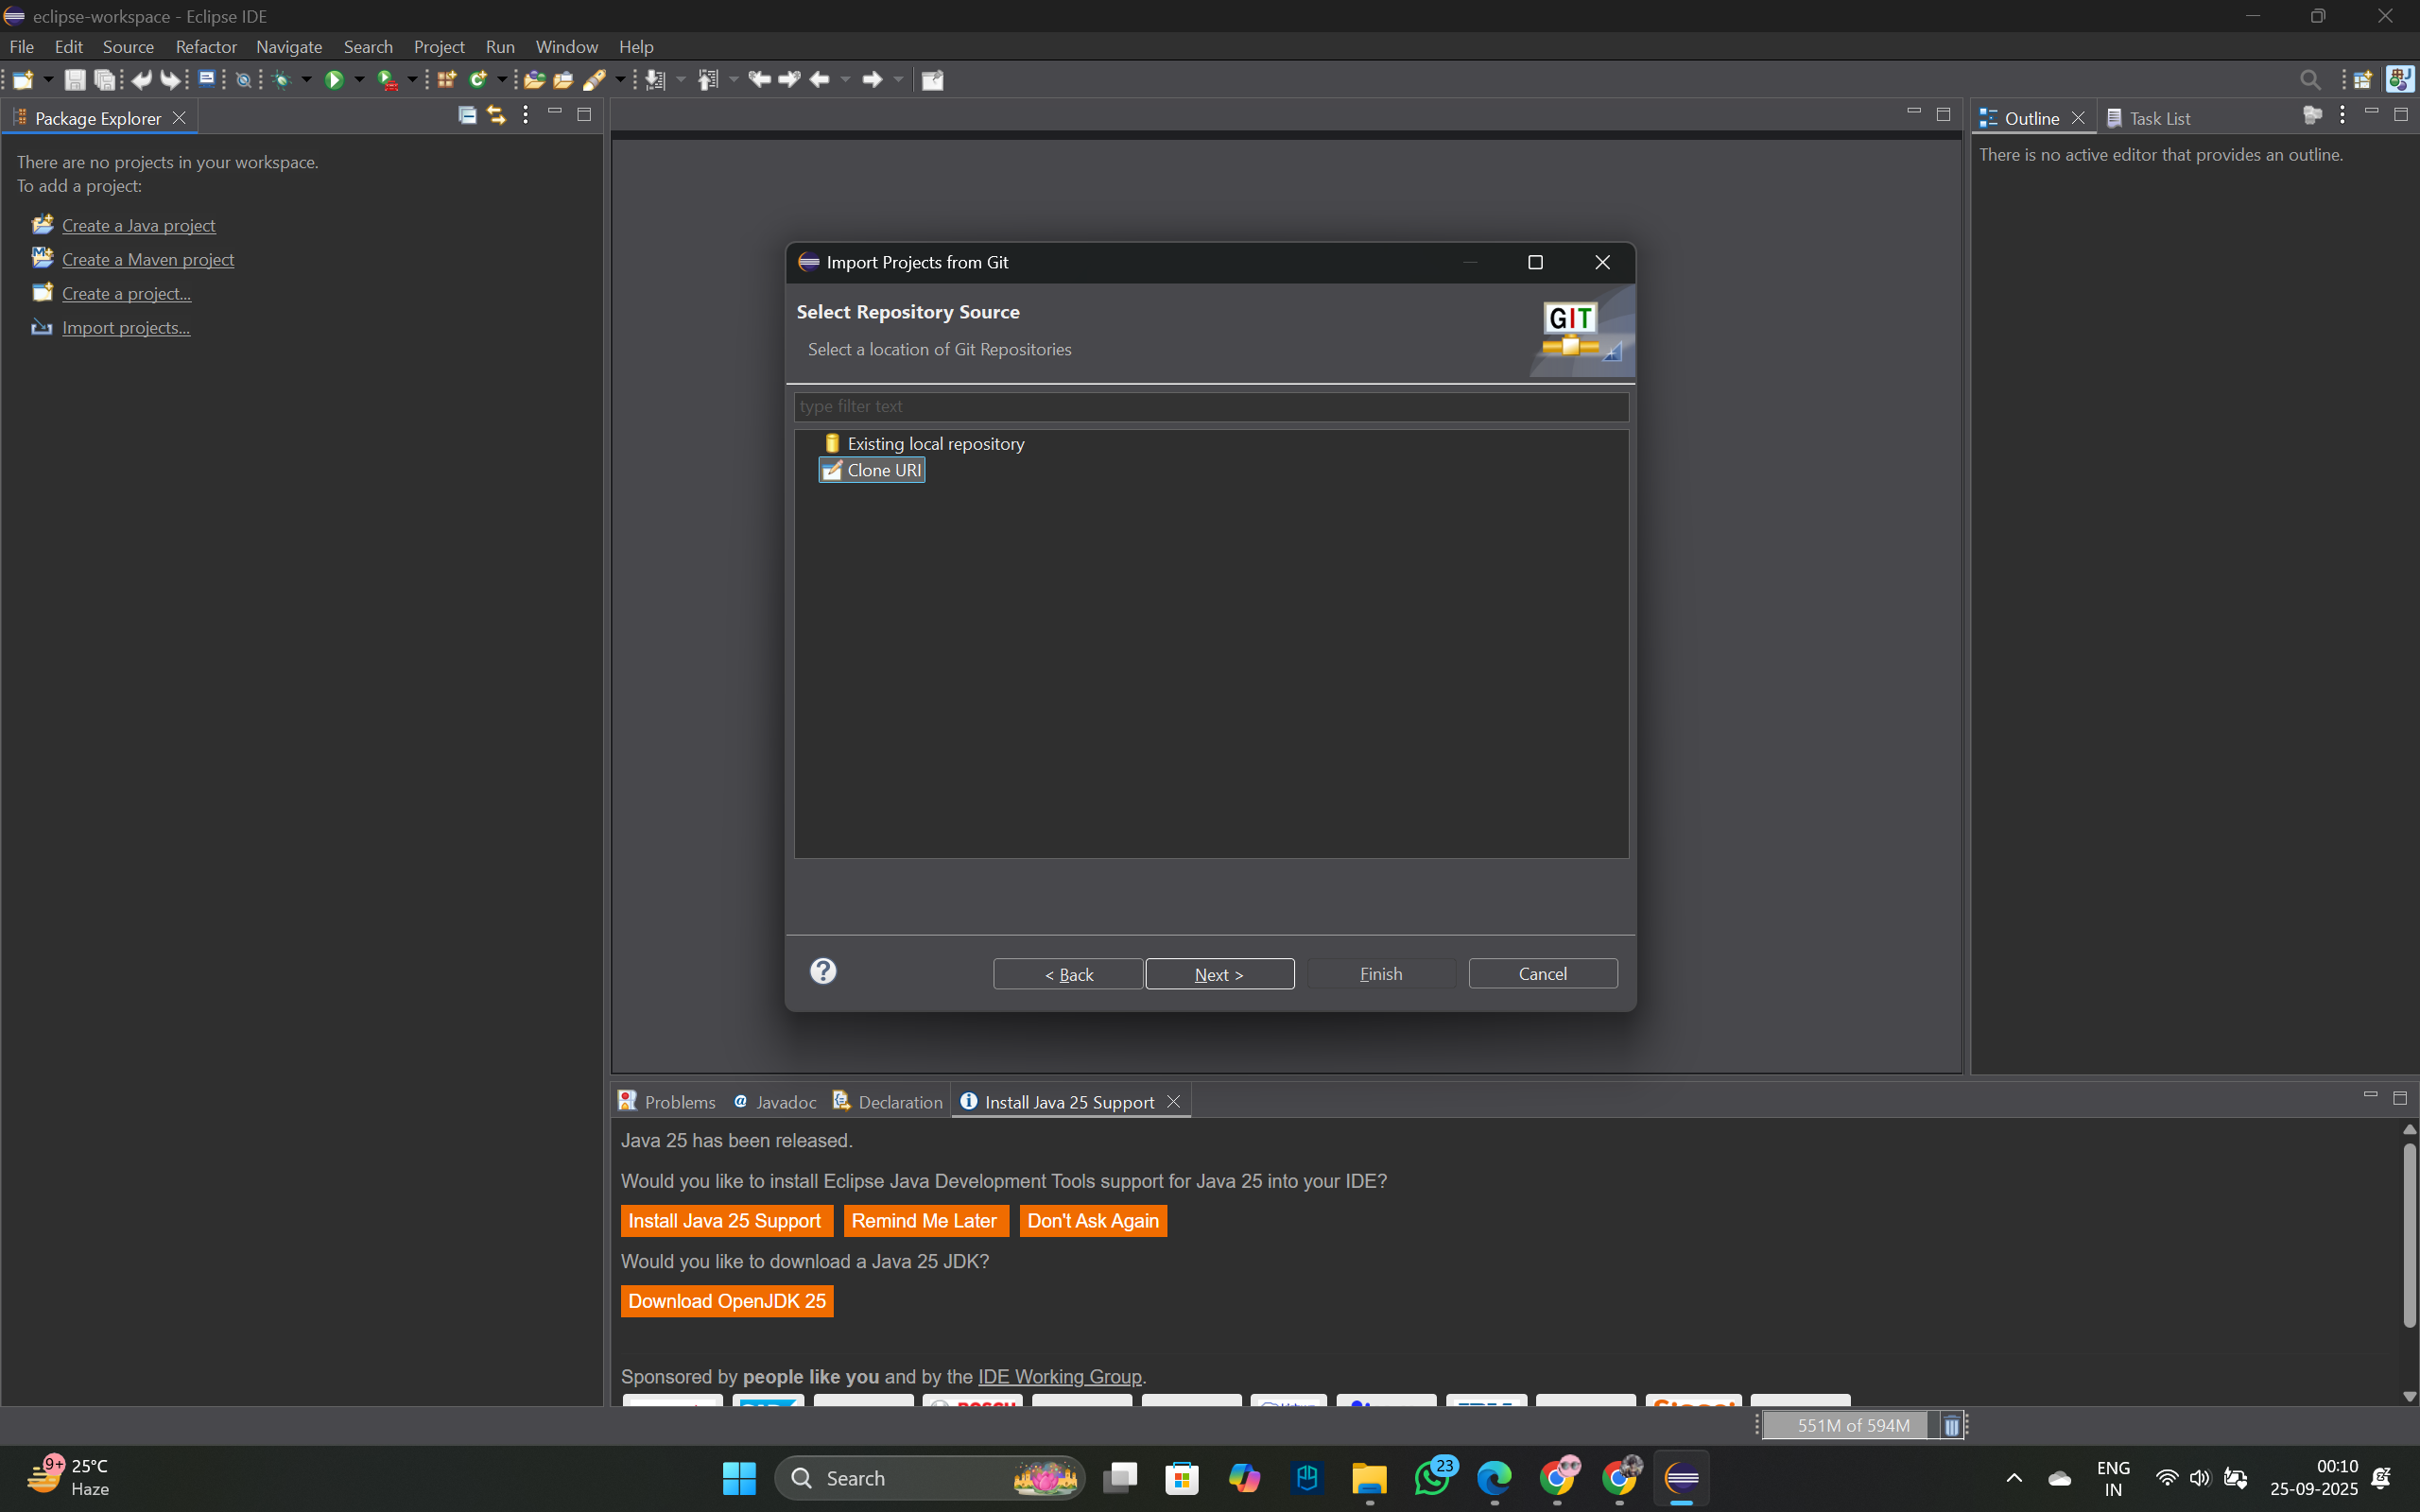 eclipse-workspace - Eclipse IDE
File Edit Source Refactor Navigate Search Project Run Window Help
Package Explorer
There are no projects in your workspace.
To add a project:
Create a Java project
Create a Maven project
Create a project...
Import projects...
Import Projects from Git
Select Repository Source
Select a location of Git Repositories
GIT
type filter text
Existing local repository
Clone URI
< Back Next > Finish Cancel
Outline Task List
There is no active editor that provides an outline.
Problems Javadoc Declaration Install Java 25 Support
Java 25 has been released.
Would you like to install Eclipse Java Development Tools support for Java 25 into your IDE?
Install Java 25 Support Remind Me Later Don't Ask Again
Would you like to download a Java 25 JDK?
Download OpenJDK 25
Sponsored by people like you and by the IDE Working Group.
551M of 594M
9+ 25°C
Haze
Search
23
ENG
IN
00:10
25-09-2025